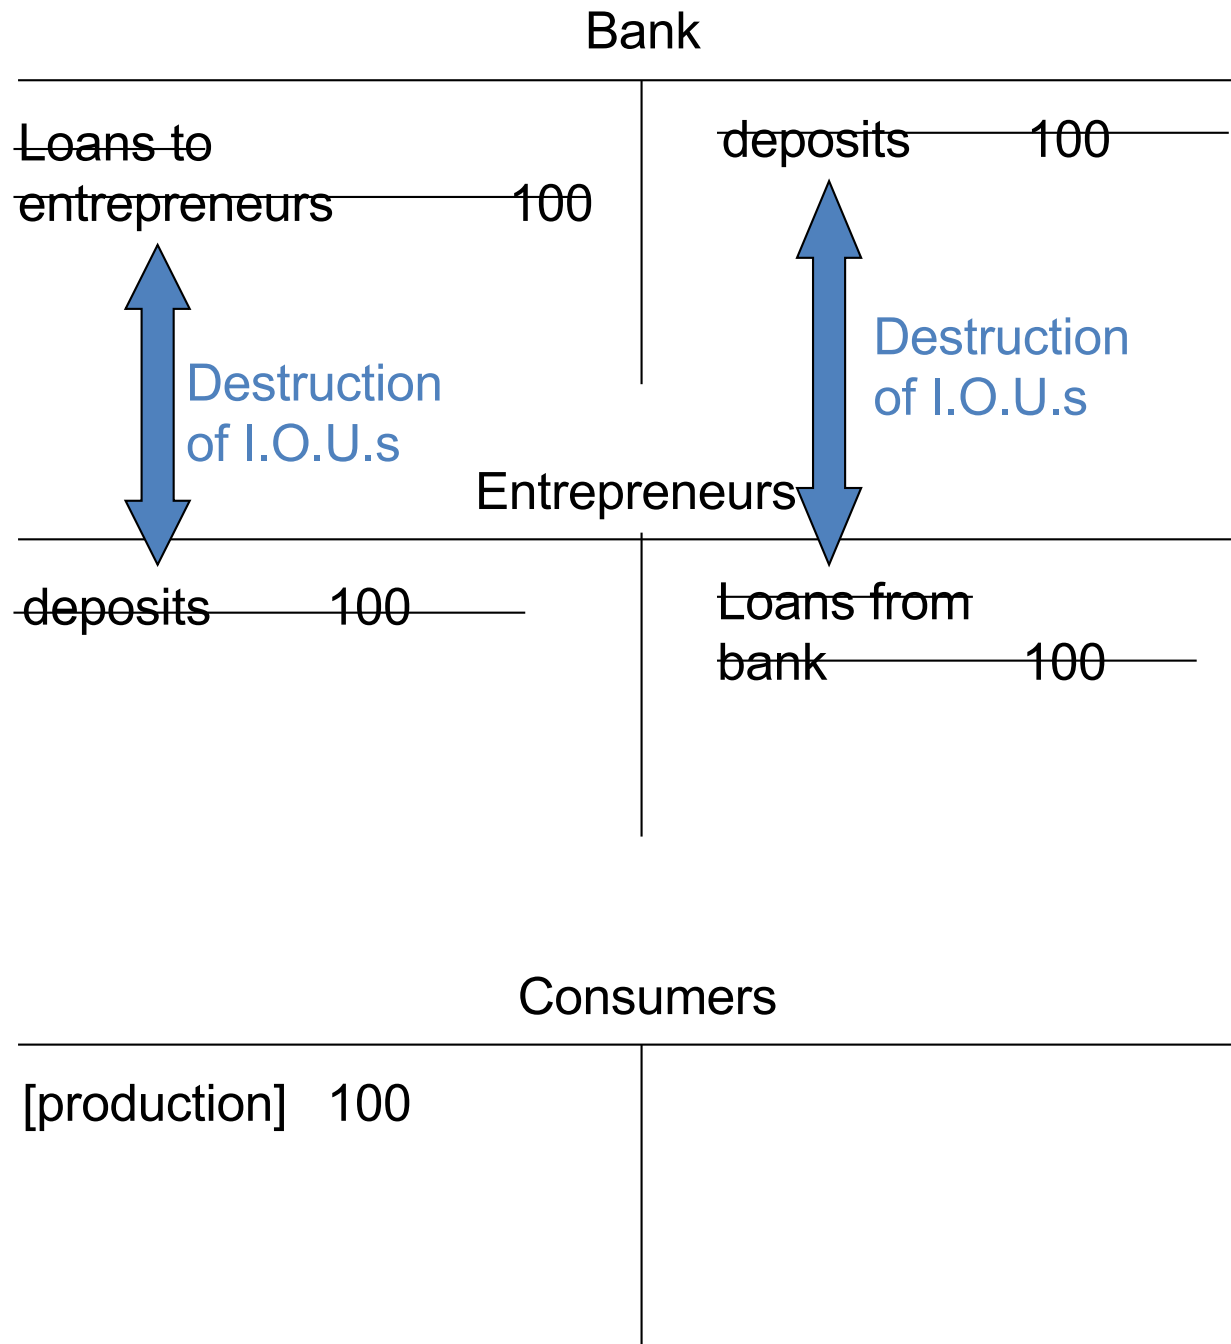 Bank
Loans to
entrepreneurs 100
deposits 100
Destruction
of I.O.U.s
Destruction
of I.O.U.s
Entrepreneurs
deposits 100
Loans from
bank 100
Consumers
[production] 100